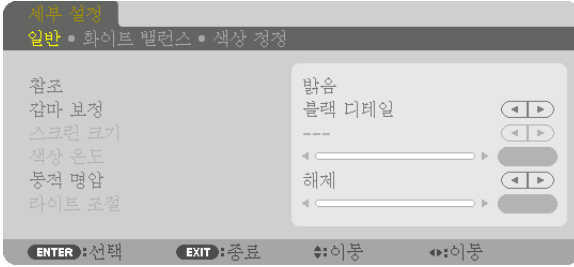 세부 설정
일반 • 화이트 밸런스 • 색상 정정
참조 밝음
감마 보정 블랙 디테일
스크린 크기 ---
색상 온도
동적 명암 해제
라이트 조절
ENTER:선택 EXIT:종료 :이동 :이동